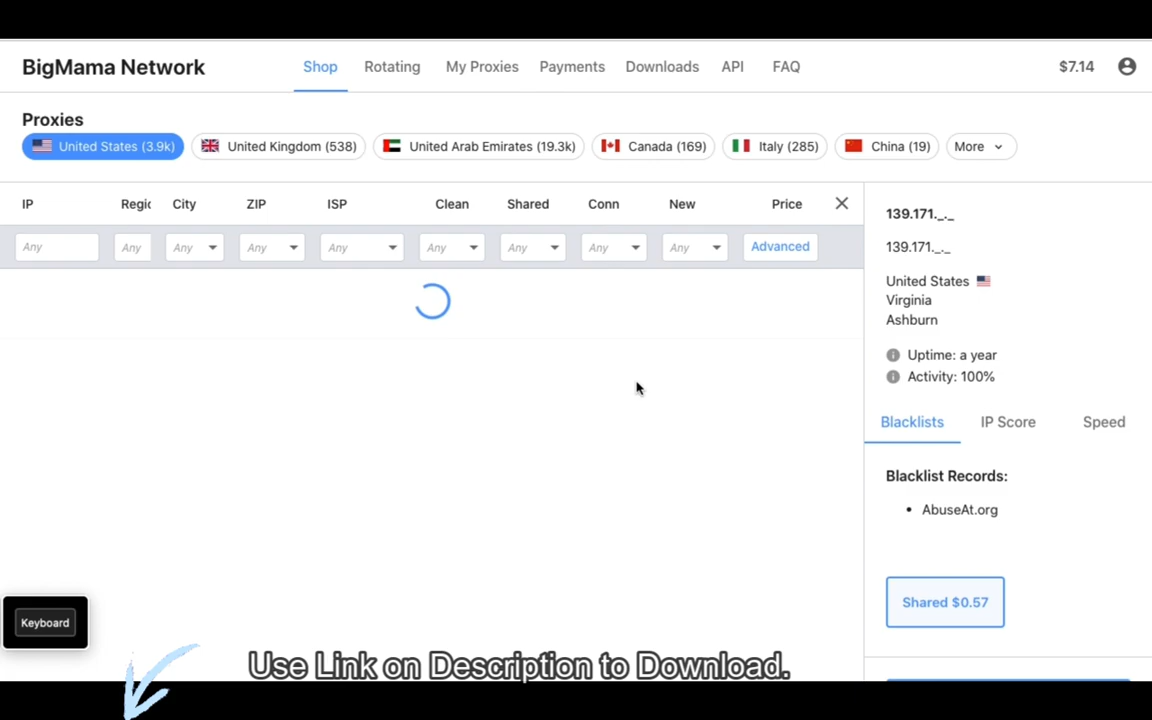 BigMama Network Shop Rotating My Proxies Payments Downloads API FAQ $7.14
Proxies
United States (3.9k) United Kingdom (538) United Arab Emirates (19.3k) Canada (169) Italy (285) China (19) More
IP Regic City ZIP ISP Clean Shared Conn New Price
Any Any Any Any Any Any Any Any Any Advanced
139.171._._
139.171._._
United States
Virginia
Ashburn
Uptime: a year
Activity: 100%
Blacklists IP Score Speed
Blacklist Records:
• AbuseAt.org
Shared $0.57
Keyboard
Use Link on Description to Download.